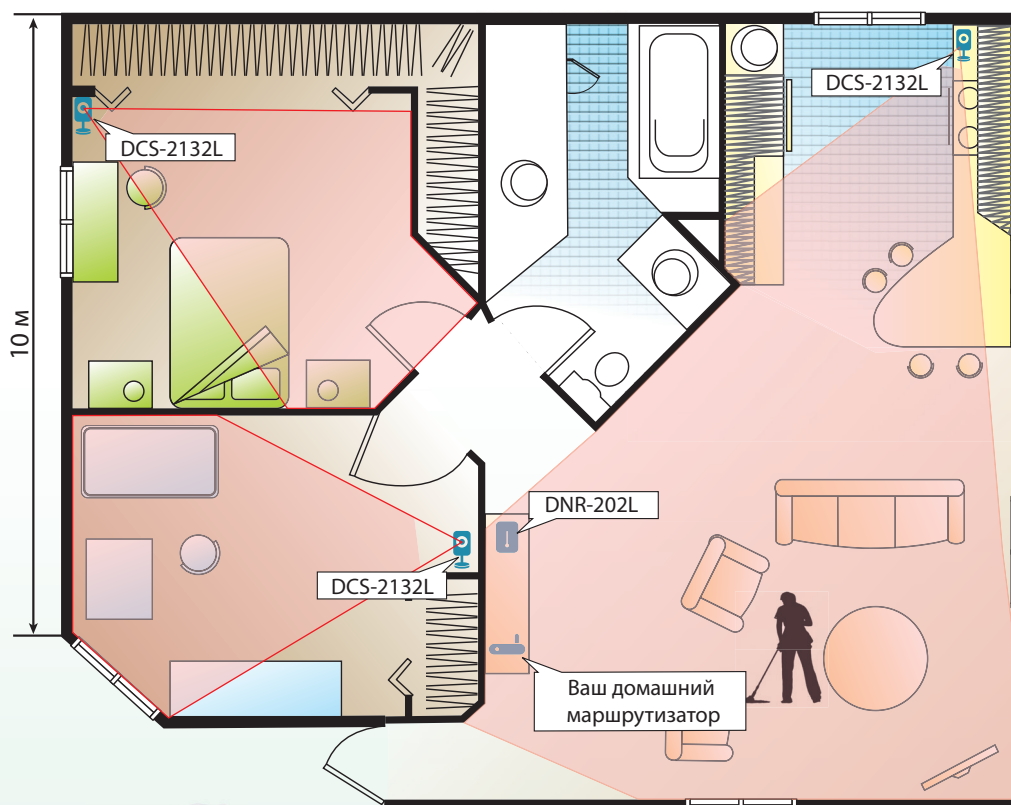 DCS-2132L
DCS-2132L
10 м
DNR-202L
DCS-2132L
Ваш домашний
маршрутизатор